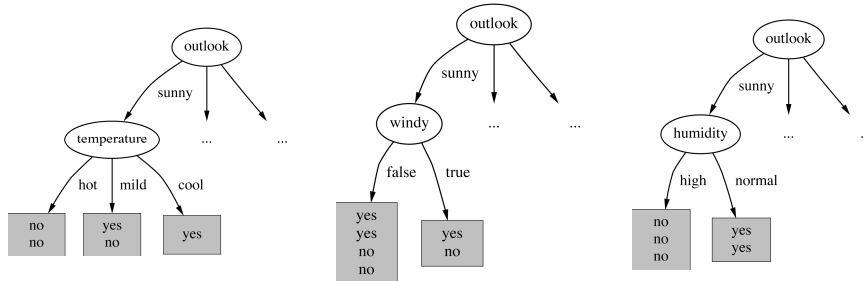 outlook
sunny
temperature
...
...
hot
mild
cool
no
no
yes
no
yes
outlook
sunny
windy
...
...
false
true
yes
yes
no
no
yes
no
outlook
sunny
humidity
...
high
normal
no
no
no
yes
yes